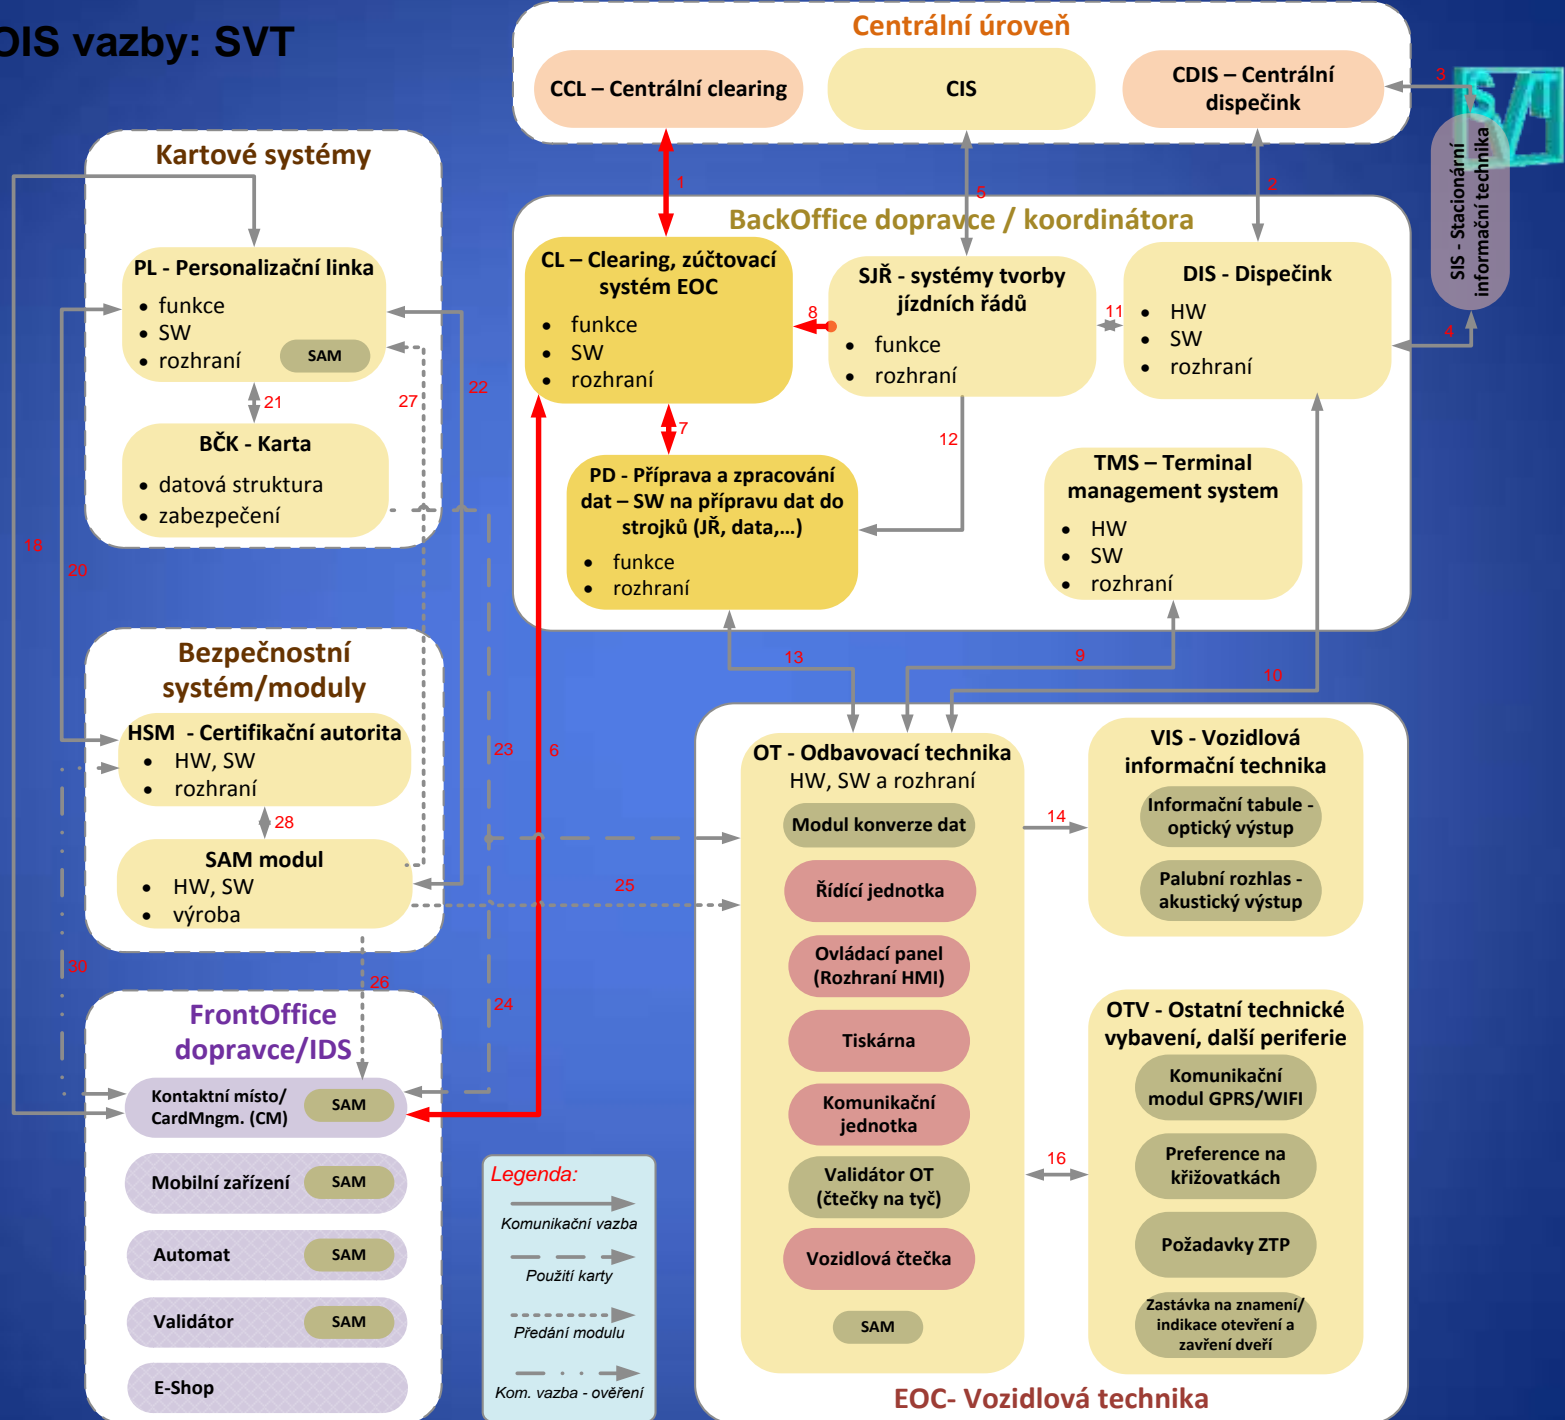 OIS vazby: SVT
Centrální úroveň
CCL – Centrální clearing
CIS
CDIS – Centrální
dispečink
3
SVT
SIS - Stacionární
informační technika
Kartové systémy
1
5
2
BackOffice dopravce / koordinátora
PL - Personalizační linka
• funkce
• SW
• rozhraní
SAM
CL – Clearing, zúčtovací
systém EOC
• funkce
• SW
• rozhraní
8
SJŘ - systémy tvorby
jízdních řádů
• funkce
• rozhraní
11
DIS - Dispečink
• HW
• SW
• rozhraní
4
21
27
22
BČK - Karta
• datová struktura
• zabezpečení
7
12
PD - Příprava a zpracování
dat – SW na přípravu dat do
strojků (JŘ, data,...)
• funkce
• rozhraní
TMS – Terminal
management system
• HW
• SW
• rozhraní
18
20
13
9
10
Bezpečnostní
systém/moduly
HSM - Certifikační autorita
• HW, SW
• rozhraní
28
SAM modul
• HW, SW
• výroba
23
6
25
30
26
24
OT - Odbavovací technika
HW, SW a rozhraní
Modul konverze dat
Řídící jednotka
Ovládací panel
(Rozhraní HMI)
Tiskárna
Komunikační
jednotka
Validátor OT
(čtečky na tyč)
Vozidlová čtečka
SAM
14
VIS - Vozidlová
informační technika
Informační tabule -
optický výstup
Palubní rozhlas -
akustický výstup
16
OTV - Ostatní technické
vybavení, další periferie
Komunikační
modul GPRS/WIFI
Preference na
křižovatkách
Požadavky ZTP
Zastávka na znamení/
indikace otevření a
zavření dveří
EOC- Vozidlová technika
FrontOffice
dopravce/IDS
Kontaktní místo/
CardMngm. (CM)
SAM
Mobilní zařízení
SAM
Automat
SAM
Validátor
SAM
E-Shop
Legenda:
Komunikační vazba
Použití karty
Předání modulu
Kom. vazba - ověření